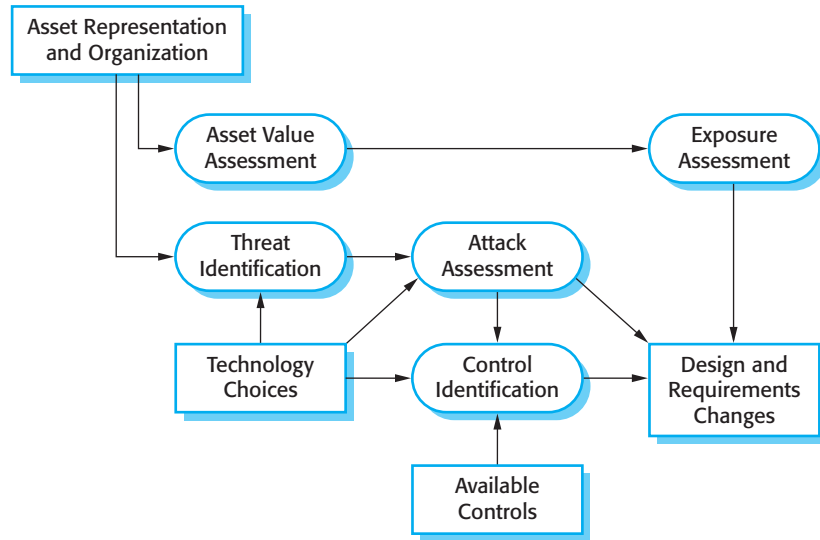 Asset Representation
and Organization
Asset Value
Assessment
Exposure
Assessment
Threat
Identification
Attack
Assessment
Technology
Choices
Control
Identification
Design and
Requirements
Changes
Available
Controls